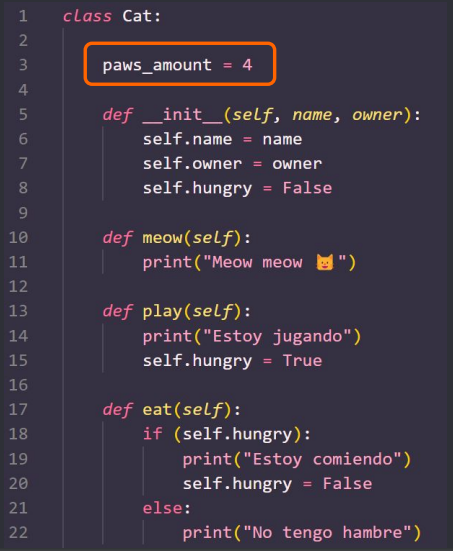 1 class Cat:
2
3     paws_amount = 4
4
5     def __init__(self, name, owner):
6         self.name = name
7         self.owner = owner
8         self.hungry = False
9
10     def meow(self):
11         print("Meow meow 🐱")
12
13     def play(self):
14         print("Estoy jugando")
15         self.hungry = True
16
17     def eat(self):
18         if (self.hungry):
19             print("Estoy comiendo")
20             self.hungry = False
21         else:
22             print("No tengo hambre")